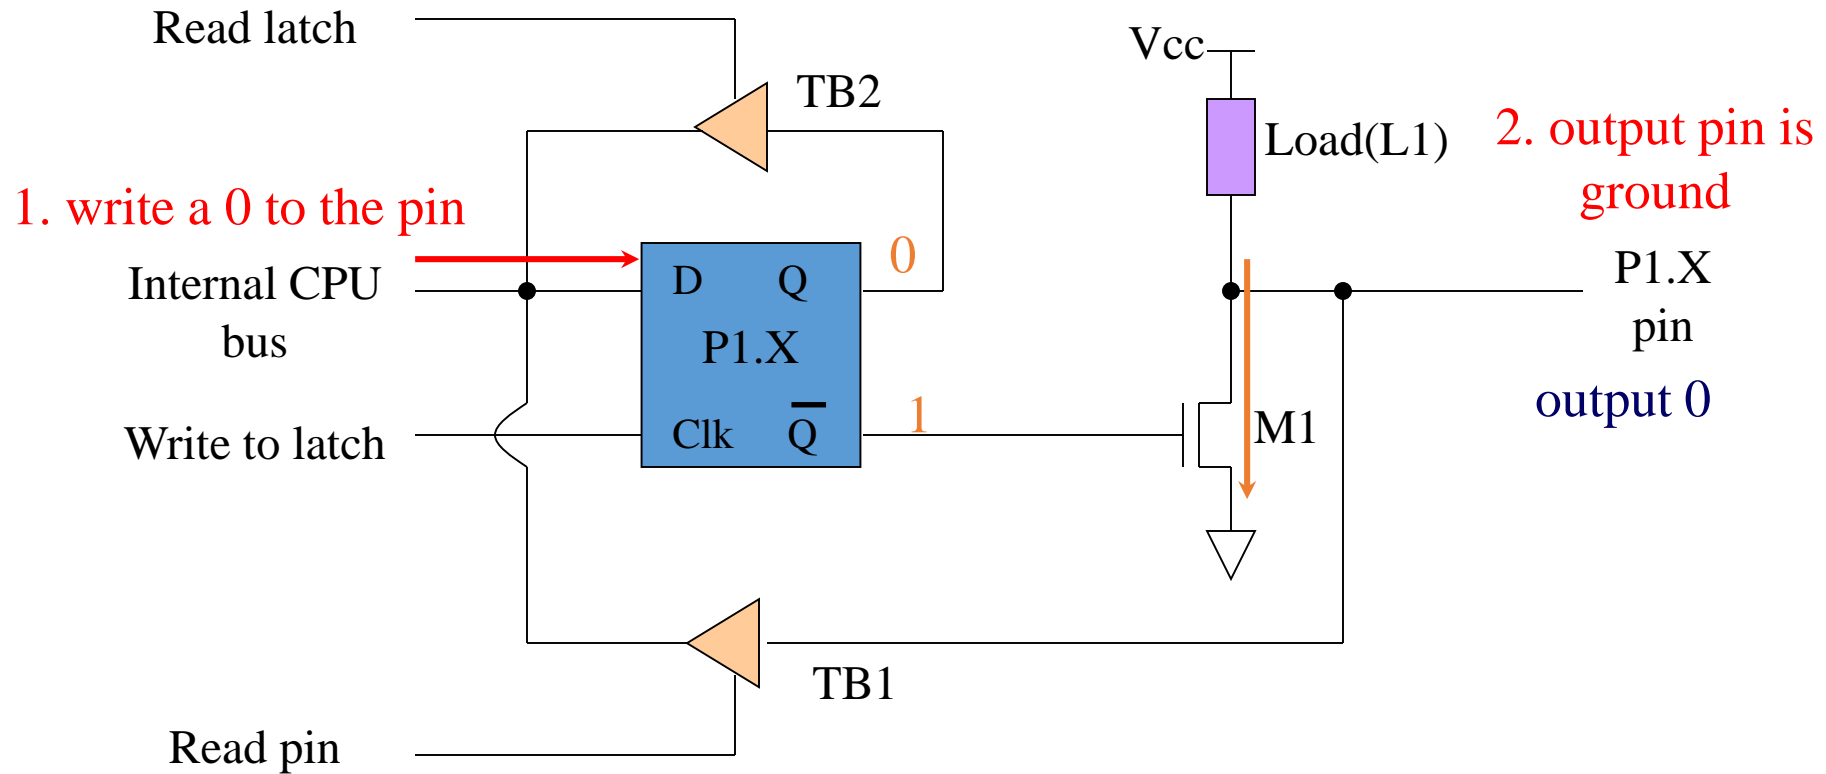 Read latch
Vcc
TB2
Load(L1)
2. output pin is
ground
1. write a 0 to the pin
0
Internal CPU
bus
D Q
P1.X
P1.X
pin
output 0
Write to latch
Clk Q̅
1
M1
TB1
Read pin